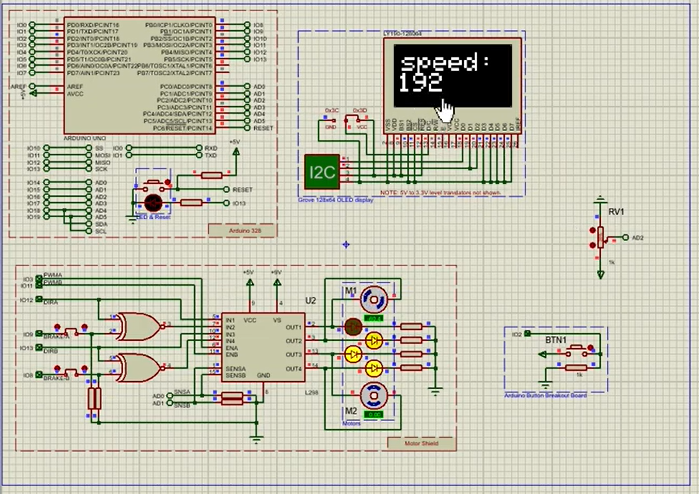 IO0
IO1
IO2
IO3
IO4
IO5
IO6
IO7
AREF
+5V
PD0/RXD/PCINT16
PD1/TXD/PCINT17
PD2/INT0/PCINT18
PD3/INT1/OC2B/PCINT19
PD4/T0/XCK/PCINT20
PD5/T1/OC0B/PCINT21
PD6/AIN0/OC0A/PCINT22
PD7/AIN1/PCINT23
AREF
AVCC
PB0/ICP1/CLKO/PCINT0
PB1/OC1A/PCINT1
PB2/SS/OC1B/PCINT2
PB3/MOSI/OC2A/PCINT3
PB4/MISO/PCINT4
PB5/SCK/PCINT5
PB6/TOSC1/XTAL1/PCINT6
PB7/TOSC2/XTAL2/PCINT7
PC0/ADC0/PCINT8
PC1/ADC1/PCINT9
PC2/ADC2/PCINT10
PC3/ADC3/PCINT11
PC4/ADC4/SDA/PCINT12
PC5/ADC5/SCL/PCINT13
PC6/RESET/PCINT14
IO8
IO9
IO10
IO11
IO12
IO13
AD0
AD1
AD2
AD3
AD4
AD5
RESET
ARDUINO UNO
IO10 SS
IO11 MOSI
IO12 MISO
IO13 SCK
IO0 RXD
IO1 TXD
IO14 AD0
IO15 AD1
IO16 AD2
IO17 AD3
IO18 AD4
IO19 AD5
SDA
SCL
+5V
RESET
IO13
LED & Reset
Arduino 328
LY190-128064
speed:
192
0x3C 0x3D
GND VCC
I2C
NOTE: 5V to 3.3V level translators not shown.
Grove 128x64 OLED display
RV1
AD2
1k
IO3 PWMA
IO11 PWMB
IO12 DIRA
IO9 BRAKE-A
IO13 DIRB
IO8 BRAKE-B
+5V +9V
U2
IN1
IN2
IN3
IN4
ENA
ENB
SENSA
SENSB
VCC VS
GND
OUT1
OUT2
OUT3
OUT4
L298
AD0 SNSA
AD1 SNSB
M1
M2
Motors
Motor Shield
IO2
BTN1
1k
Arduino Button Breakout Board